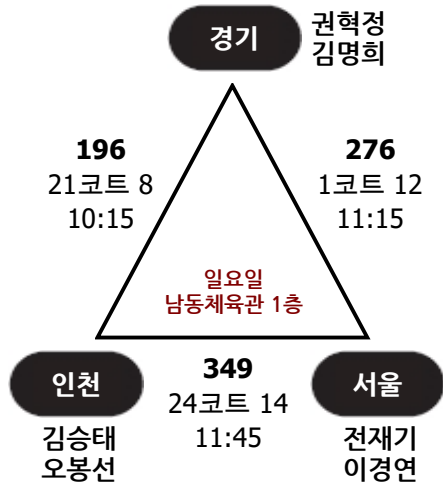 경기
권혁정
김명희
196
21코트 8
10:15
276
1코트 12
11:15
일요일
남동체육관 1층
인천
김승태
오봉선
349
24코트 14
11:45
서울
전재기
이경연